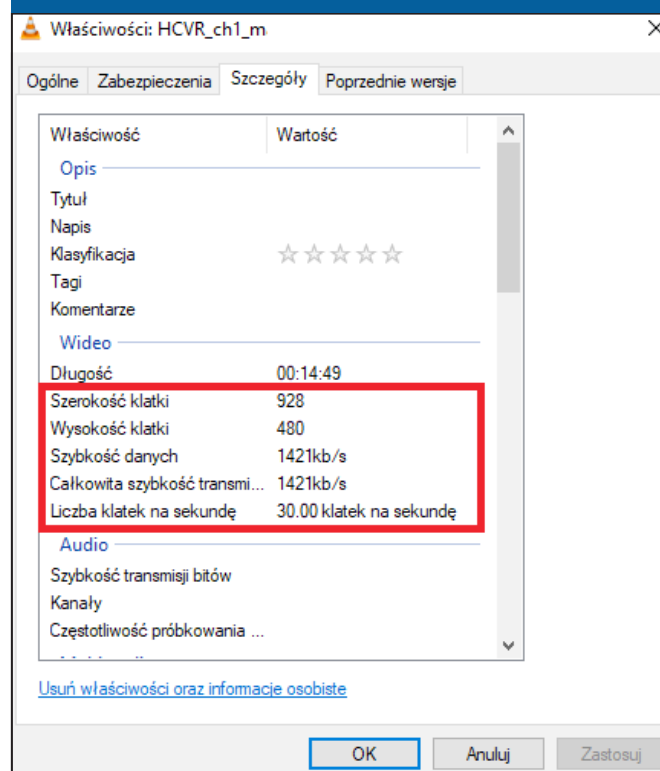 Właściwości: HCVR_ch1_m
Ogólne Zabezpieczenia Szczegóły Poprzednie wersje
Właściwość Wartość
Opis
Tytuł
Napis
Klasyfikacja
Tagi
Komentarze
Wideo
Długość 00:14:49
Szerokość klatki 928
Wysokość klatki 480
Szybkość danych 1421kb/s
Całkowita szybkość transmi... 1421kb/s
Liczba klatek na sekundę 30.00 klatek na sekundę
Audio
Szybkość transmisji bitów
Kanały
Częstotliwość próbkowania ...
Usuń właściwości oraz informacje osobiste
OK Anuluj Zastosuj